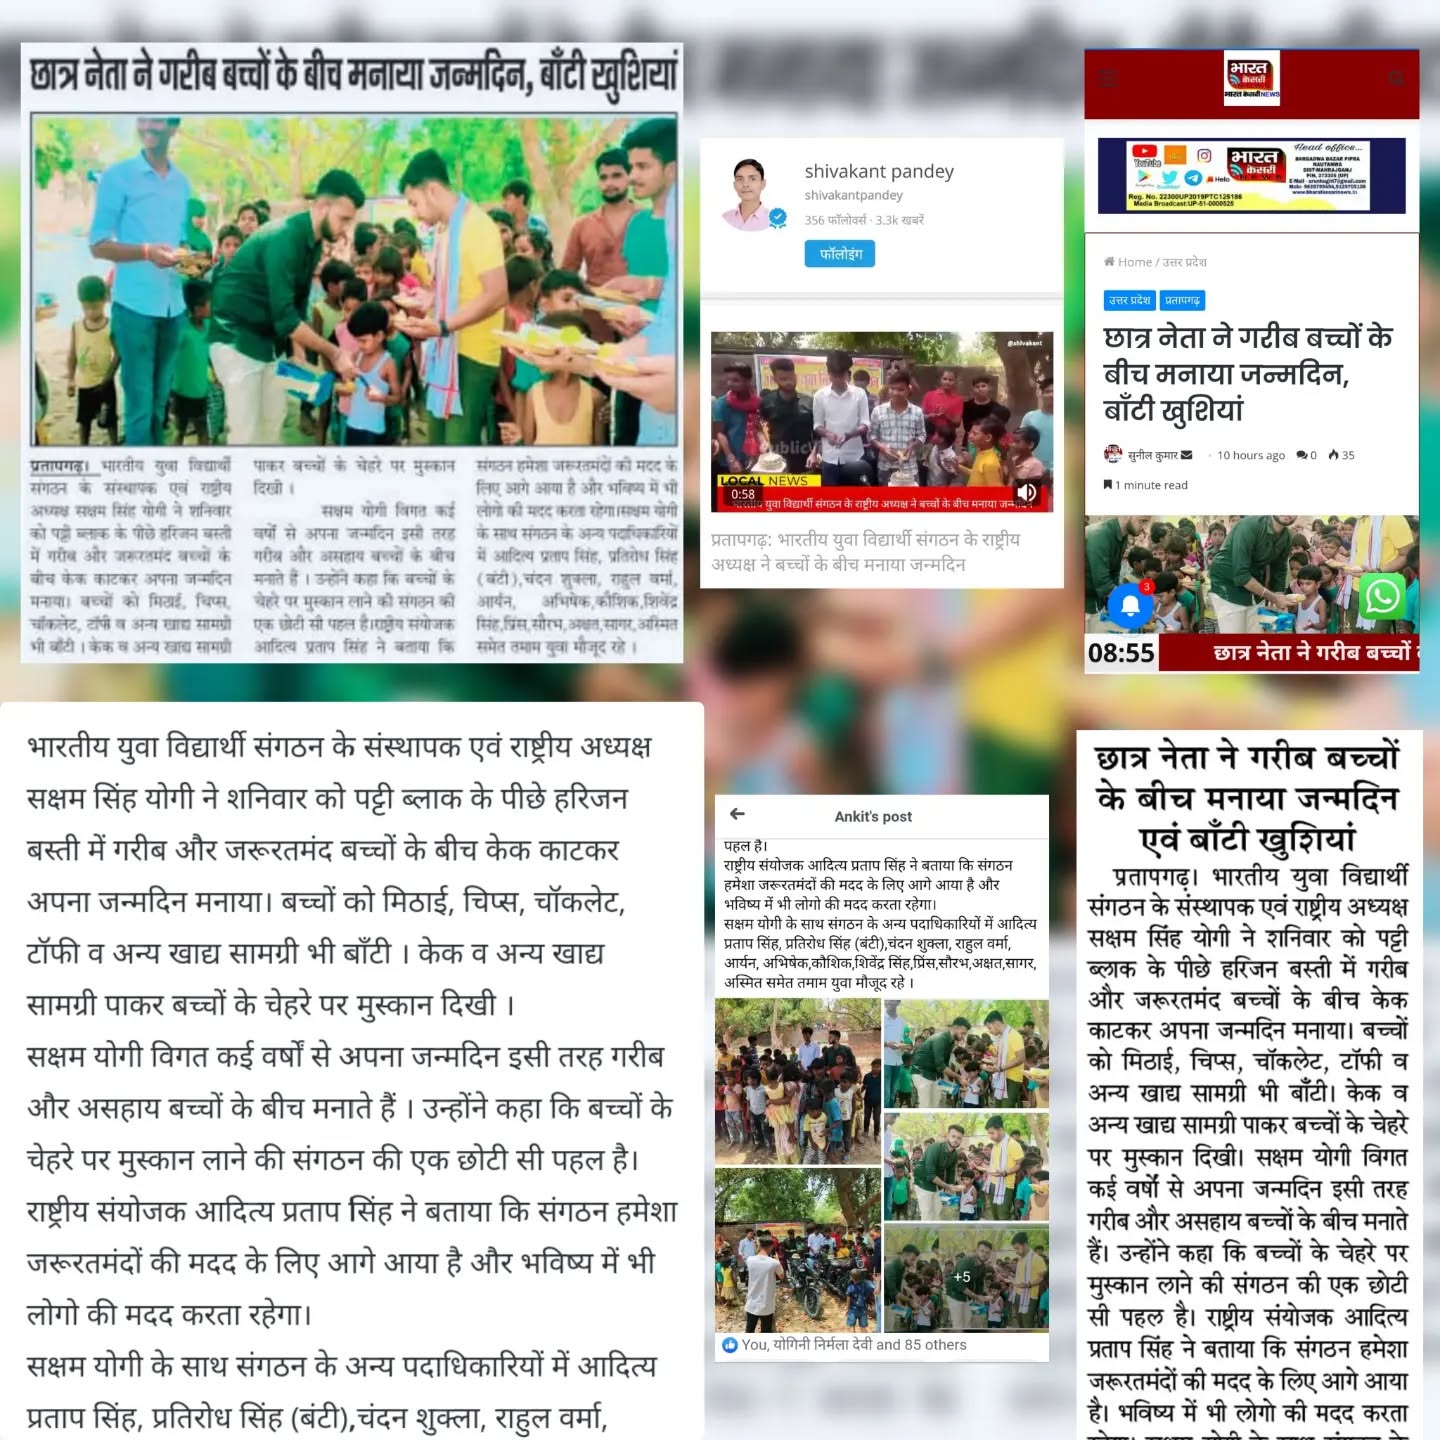 छात्र नेता ने गरीब बच्चों के बीच मनाया जन्मदिन, बाँटी खुशियां
प्रतापगढ़। भारतीय युवा विद्यार्थी
संगठन के संस्थापक एवं राष्ट्रीय
अध्यक्ष सक्षम सिंह योगी ने शनिवार
को पट्टी ब्लाक के पीछे हरिजन बस्ती
में गरीब और जरूरतमंद बच्चों के
बीच केक काटकर अपना जन्मदिन
मनाया। बच्चों को मिठाई, चिप्स,
चॉकलेट, टॉफी व अन्य खाद्य सामग्री
भी बाँटी । केक व अन्य खाद्य सामग्री
पाकर बच्चों के चेहरे पर मुस्कान
दिखी ।
सक्षम योगी विगत कई
वर्षों से अपना जन्मदिन इसी तरह
गरीब और असहाय बच्चों के बीच
मनाते हैं । उन्होंने कहा कि बच्चों के
चेहरे पर मुस्कान लाने की संगठन की
एक छोटी सी पहल है।राष्ट्रीय संयोजक
आदित्य प्रताप सिंह ने बताया कि
संगठन हमेशा जरूरतमंदों की मदद के
लिए आगे आया है और भविष्य में भी
लोगो की मदद करता रहेगा।सक्षम योगी
के साथ संगठन के अन्य पदाधिकारियों
में आदित्य प्रताप सिंह, प्रतिरोध सिंह
(बंटी),चंदन शुक्ला, राहुल वर्मा,
आर्यन, अभिषेक,कौशिक,शिवेंद्र
सिंह,प्रिंस,सौरभ,अक्षत,सागर,अस्मित
समेत तमाम युवा मौजूद रहे ।
shivakant pandey
shivakantpandey
356 फॉलोवर्स · 3.3k खबरें
फॉलोइंग
@shivakant
LOCAL NEWS
0:58
भारतीय युवा विद्यार्थी संगठन के राष्ट्रीय अध्यक्ष ने बच्चों के बीच मनाया जन्मदिन
प्रतापगढ़: भारतीय युवा विद्यार्थी संगठन के राष्ट्रीय
अध्यक्ष ने बच्चों के बीच मनाया जन्मदिन
भारत
केसरी
भारत केसरी NEWS
YouTube
भारत
केसरी
Head office...
BARGADWA BAZAR PIPRA
NAUTANWA
DIST-MAHRAJGANJ
Helo
Reg. No. 22300UP2019PTC125186
Media Broadcast:UP-51-0000525
Home / उत्तर प्रदेश
उत्तर प्रदेश प्रतापगढ़
छात्र नेता ने गरीब बच्चों के
बीच मनाया जन्मदिन,
बाँटी खुशियां
सुनील कुमार · 10 hours ago 0 35
1 minute read
3
08:55 छात्र नेता ने गरीब बच्चों
भारतीय युवा विद्यार्थी संगठन के संस्थापक एवं राष्ट्रीय अध्यक्ष
सक्षम सिंह योगी ने शनिवार को पट्टी ब्लाक के पीछे हरिजन
बस्ती में गरीब और जरूरतमंद बच्चों के बीच केक काटकर
अपना जन्मदिन मनाया। बच्चों को मिठाई, चिप्स, चॉकलेट,
टॉफी व अन्य खाद्य सामग्री भी बाँटी । केक व अन्य खाद्य
सामग्री पाकर बच्चों के चेहरे पर मुस्कान दिखी ।
सक्षम योगी विगत कई वर्षों से अपना जन्मदिन इसी तरह गरीब
और असहाय बच्चों के बीच मनाते हैं । उन्होंने कहा कि बच्चों के
चेहरे पर मुस्कान लाने की संगठन की एक छोटी सी पहल है।
राष्ट्रीय संयोजक आदित्य प्रताप सिंह ने बताया कि संगठन हमेशा
जरूरतमंदों की मदद के लिए आगे आया है और भविष्य में भी
लोगो की मदद करता रहेगा।
सक्षम योगी के साथ संगठन के अन्य पदाधिकारियों में आदित्य
प्रताप सिंह, प्रतिरोध सिंह (बंटी),चंदन शुक्ला, राहुल वर्मा,
Ankit's post
पहल है।
राष्ट्रीय संयोजक आदित्य प्रताप सिंह ने बताया कि संगठन
हमेशा जरूरतमंदों की मदद के लिए आगे आया है और
भविष्य में भी लोगो की मदद करता रहेगा।
सक्षम योगी के साथ संगठन के अन्य पदाधिकारियों में आदित्य
प्रताप सिंह, प्रतिरोध सिंह (बंटी),चंदन शुक्ला, राहुल वर्मा,
आर्यन, अभिषेक,कौशिक,शिवेंद्र सिंह,प्रिंस,सौरभ,अक्षत,सागर,
अस्मित समेत तमाम युवा मौजूद रहे ।
+5
You, योगिनी निर्मला देवी and 85 others
छात्र नेता ने गरीब बच्चों
के बीच मनाया जन्मदिन
एवं बाँटी खुशियां
प्रतापगढ़। भारतीय युवा विद्यार्थी
संगठन के संस्थापक एवं राष्ट्रीय अध्यक्ष
सक्षम सिंह योगी ने शनिवार को पट्टी
ब्लाक के पीछे हरिजन बस्ती में गरीब
और जरूरतमंद बच्चों के बीच केक
काटकर अपना जन्मदिन मनाया। बच्चों
को मिठाई, चिप्स, चॉकलेट, टॉफी व
अन्य खाद्य सामग्री भी बाँटी। केक व
अन्य खाद्य सामग्री पाकर बच्चों के चेहरे
पर मुस्कान दिखी। सक्षम योगी विगत
कई वर्षों से अपना जन्मदिन इसी तरह
गरीब और असहाय बच्चों के बीच मनाते
हैं। उन्होंने कहा कि बच्चों के चेहरे पर
मुस्कान लाने की संगठन की एक छोटी
सी पहल है। राष्ट्रीय संयोजक आदित्य
प्रताप सिंह ने बताया कि संगठन हमेशा
जरूरतमंदों की मदद के लिए आगे आया
है। भविष्य में भी लोगो की मदद करता